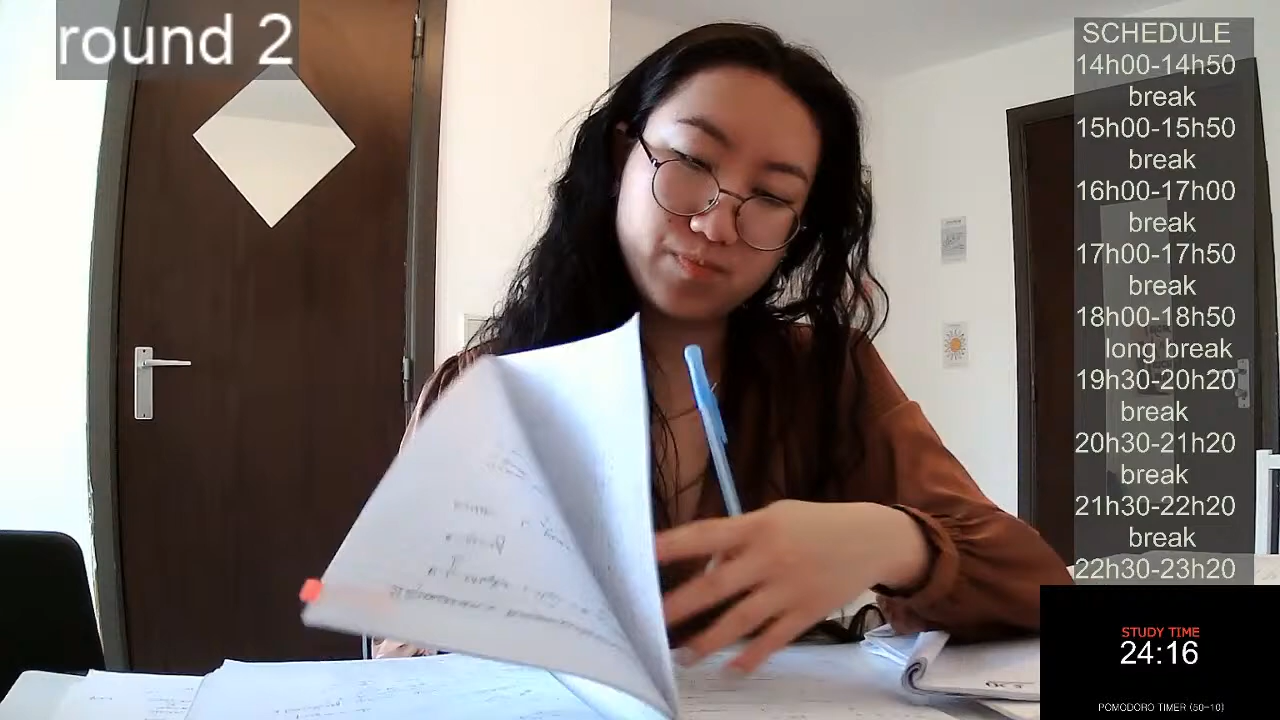 round 2
SCHEDULE
14h00-14h50
break
15h00-15h50
break
16h00-17h00
break
17h00-17h50
break
18h00-18h50
long break
19h30-20h20
break
20h30-21h20
break
21h30-22h20
break
22h30-23h20
STUDY TIME
24:16
POMODORO TIMER (50-10)